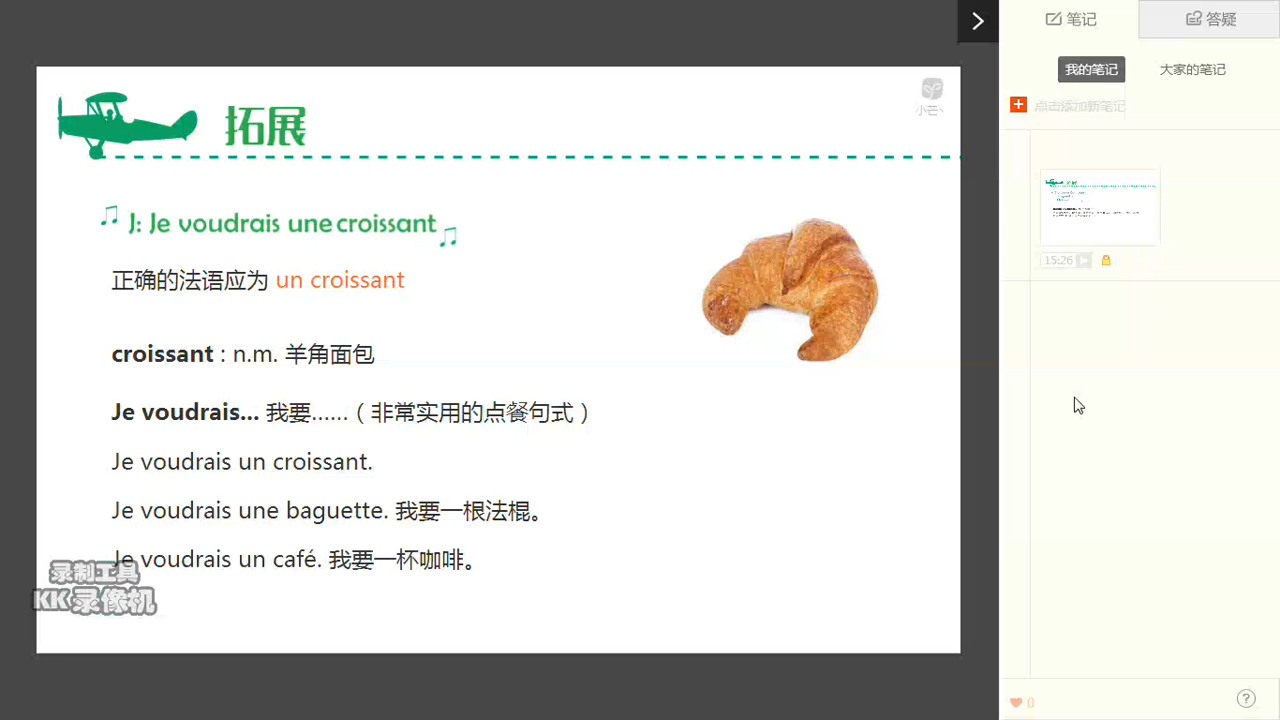 笔记
答疑
我的笔记
大家的笔记
点击添加新笔记
拓展
小芒丶
J: Je voudrais une croissant
正确的法语应为 un croissant
croissant : n.m. 羊角面包
Je voudrais... 我要……（非常实用的点餐句式）
Je voudrais un croissant.
Je voudrais une baguette. 我要一根法棍。
Je voudrais un café. 我要一杯咖啡。
录制工具
KK录像机
15:26
0
?